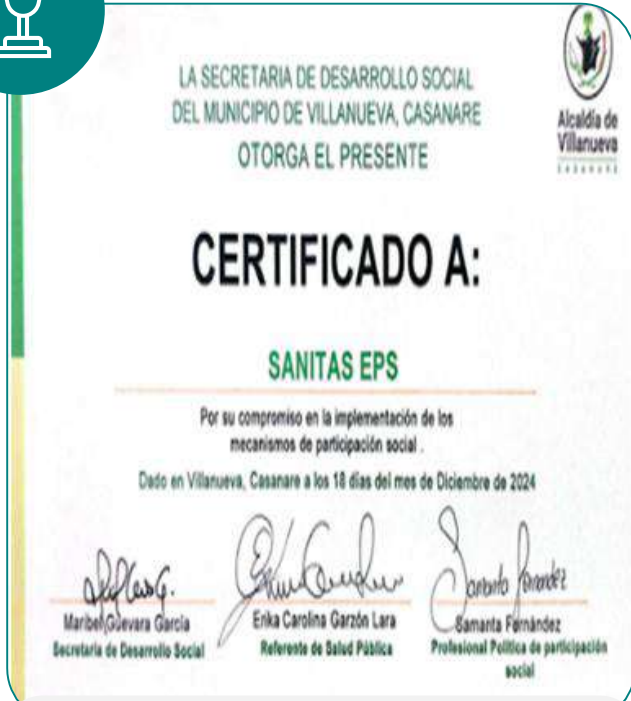 LA SECRETARIA DE DESARROLLO SOCIAL
DEL MUNICIPIO DE VILLANUEVA, CASANARE
OTORGA EL PRESENTE
Alcaldía de
Villanueva
CASANARE
CERTIFICADO A:
SANITAS EPS
Por su compromiso en la implementación de los
mecanismos de participación social .
Dado en Villanueva, Casanare a los 18 días del mes de Diciembre de 2024
Samanta Fernandez
Maribel Guevara García
Erika Carolina Garzón Lara
Samanta Fernández
Secretaria de Desarrollo Social
Referente de Salud Pública
Profesional Política de participación
social